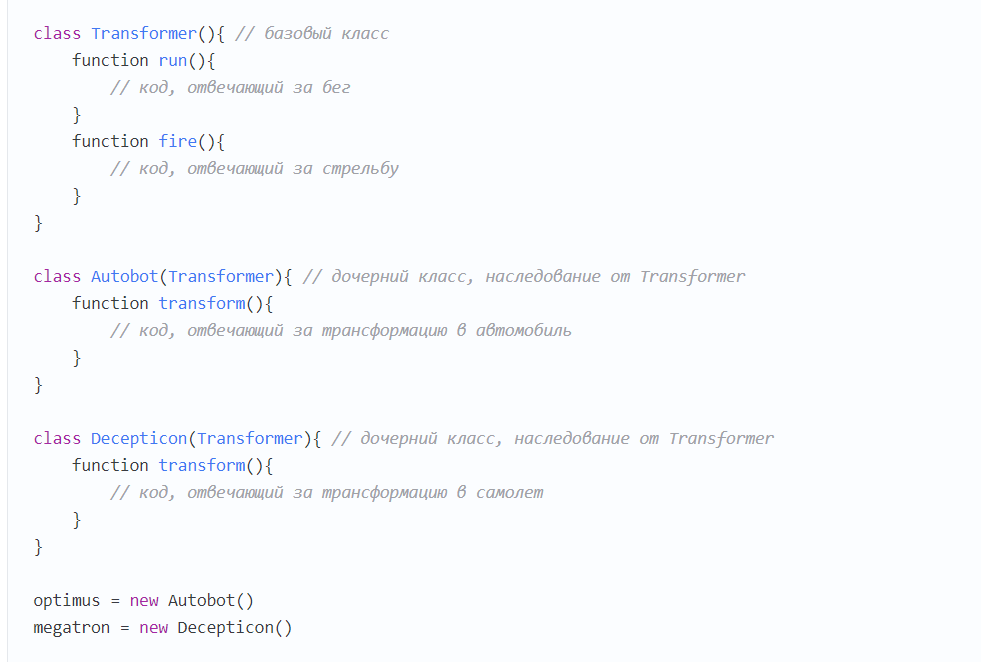 class Transformer(){ // базовый класс
    function run(){
        // код, отвечающий за бег
    }
    function fire(){
        // код, отвечающий за стрельбу
    }
}

class Autobot(Transformer){ // дочерний класс, наследование от Transformer
    function transform(){
        // код, отвечающий за трансформацию в автомобиль
    }
}

class Decepticon(Transformer){ // дочерний класс, наследование от Transformer
    function transform(){
        // код, отвечающий за трансформацию в самолет
    }
}

optimus = new Autobot()
megatron = new Decepticon()